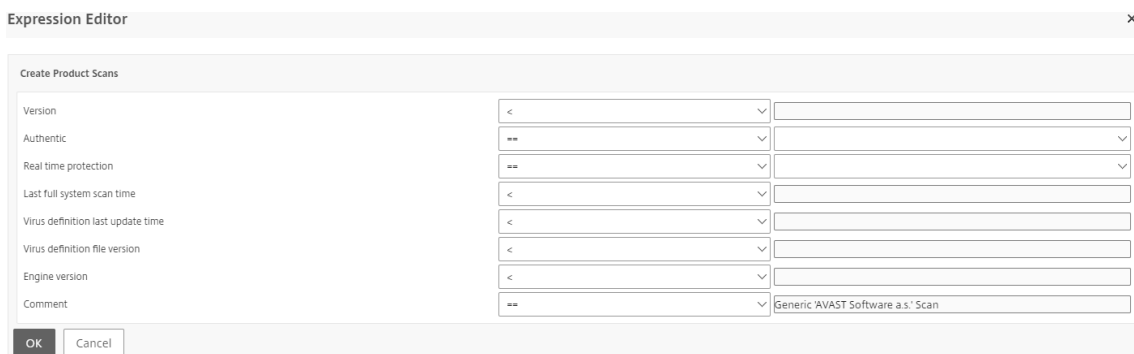 Expression Editor ×
Create Product Scans
Version <
Authentic ==
Real time protection ==
Last full system scan time <
Virus definition last update time <
Virus definition file version <
Engine version <
Comment == Generic 'AVAST Software a.s.' Scan
OK Cancel